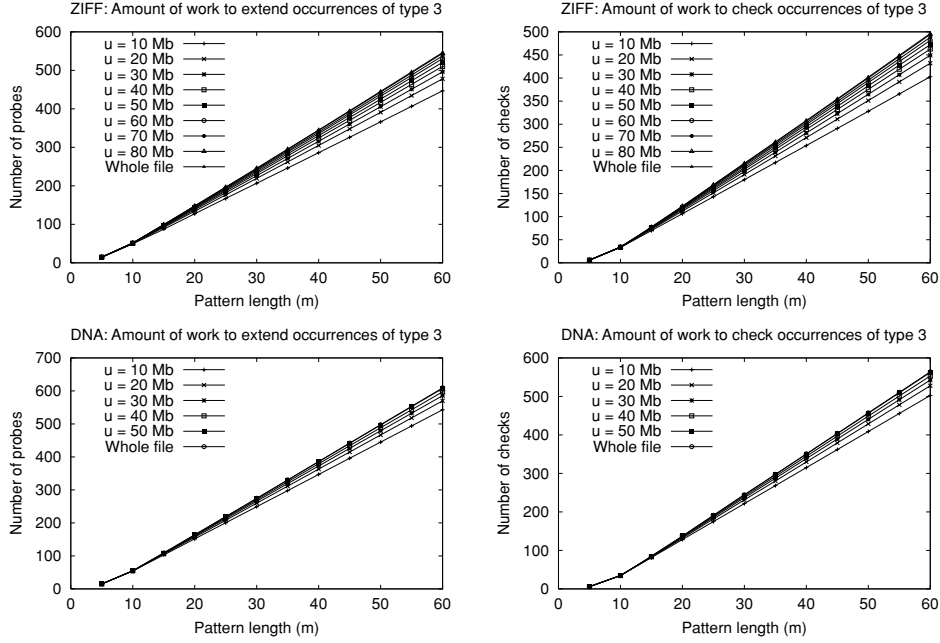 ZIFF: Amount of work to extend occurrences of type 3
Number of probes
600
500
400
300
200
100
0
u = 10 Mb
u = 20 Mb
u = 30 Mb
u = 40 Mb
u = 50 Mb
u = 60 Mb
u = 70 Mb
u = 80 Mb
Whole file
0 10 20 30 40 50 60
Pattern length (m)
ZIFF: Amount of work to check occurrences of type 3
Number of checks
500
450
400
350
300
250
200
150
100
50
0
u = 10 Mb
u = 20 Mb
u = 30 Mb
u = 40 Mb
u = 50 Mb
u = 60 Mb
u = 70 Mb
u = 80 Mb
Whole file
0 10 20 30 40 50 60
Pattern length (m)
DNA: Amount of work to extend occurrences of type 3
Number of probes
700
600
500
400
300
200
100
0
u = 10 Mb
u = 20 Mb
u = 30 Mb
u = 40 Mb
u = 50 Mb
Whole file
0 10 20 30 40 50 60
Pattern length (m)
DNA: Amount of work to check occurrences of type 3
Number of checks
600
500
400
300
200
100
0
u = 10 Mb
u = 20 Mb
u = 30 Mb
u = 40 Mb
u = 50 Mb
Whole file
0 10 20 30 40 50 60
Pattern length (m)